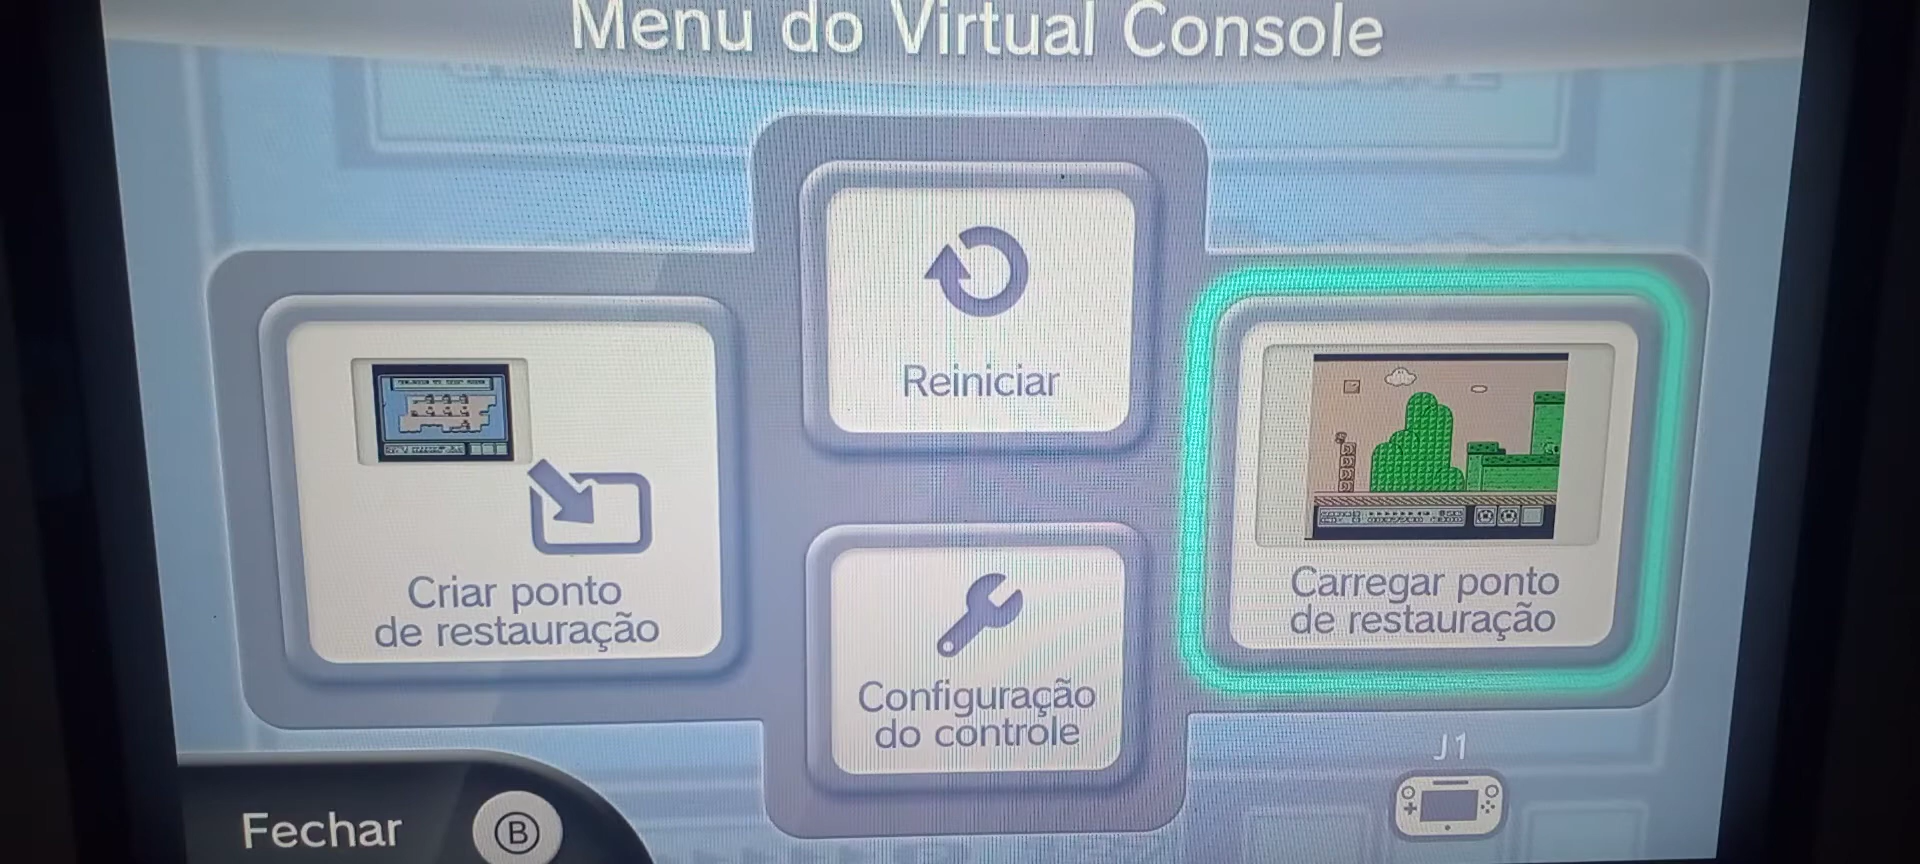 Menu do Virtual Console
Reiniciar
Criar ponto
de restauração
Carregar ponto
de restauração
Configuração
do controle
J1
Fechar
B